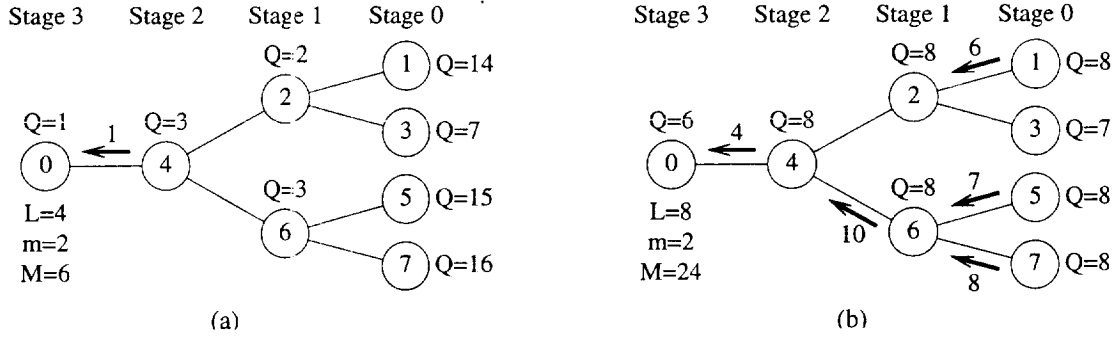 Stage 3 Stage 2 Stage 1 Stage 0
Q=2
1 Q=14
2
Q=1 1 Q=3
3 Q=7
0 4
Q=3
5 Q=15
L=4
6
m=2
7 Q=16
M=6
(a)
Stage 3 Stage 2 Stage 1 Stage 0
Q=8 6 1 Q=8
2
Q=6 4 Q=8
3 Q=7
0 4
Q=8 7 5 Q=8
L=8
10 6
m=2
8 7 Q=8
M=24
(b)